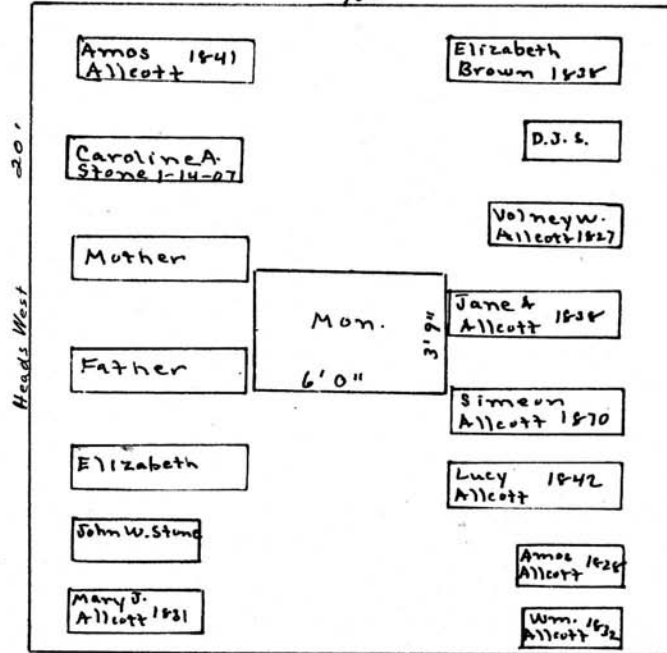 Amos 1841
Allcott
Caroline A.
Stone 1-14-07
Mother
Father
Elizabeth
John W. Stone
Mary J.
Allcott 1831
20'
Heads West
Mon.
6' 0"
3' 9"
Elizabeth
Brown 1838
D.J.S.
Volney W.
Allcott 1827
Jane A
Allcott 1838
Simeon
Allcott 1870
Lucy 1842
Allcott
Amos 1828
Allcott
Wm. 1832
Allcott